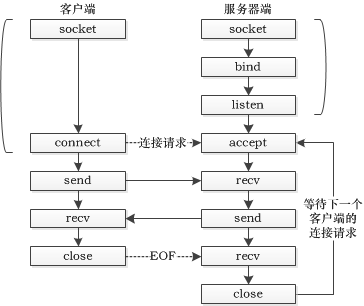 客户端
服务器端
socket
socket
bind
listen
connect
连接请求
accept
send
recv
recv
send
close
EOF
recv
close
等待下一个
客户端的
连接请求